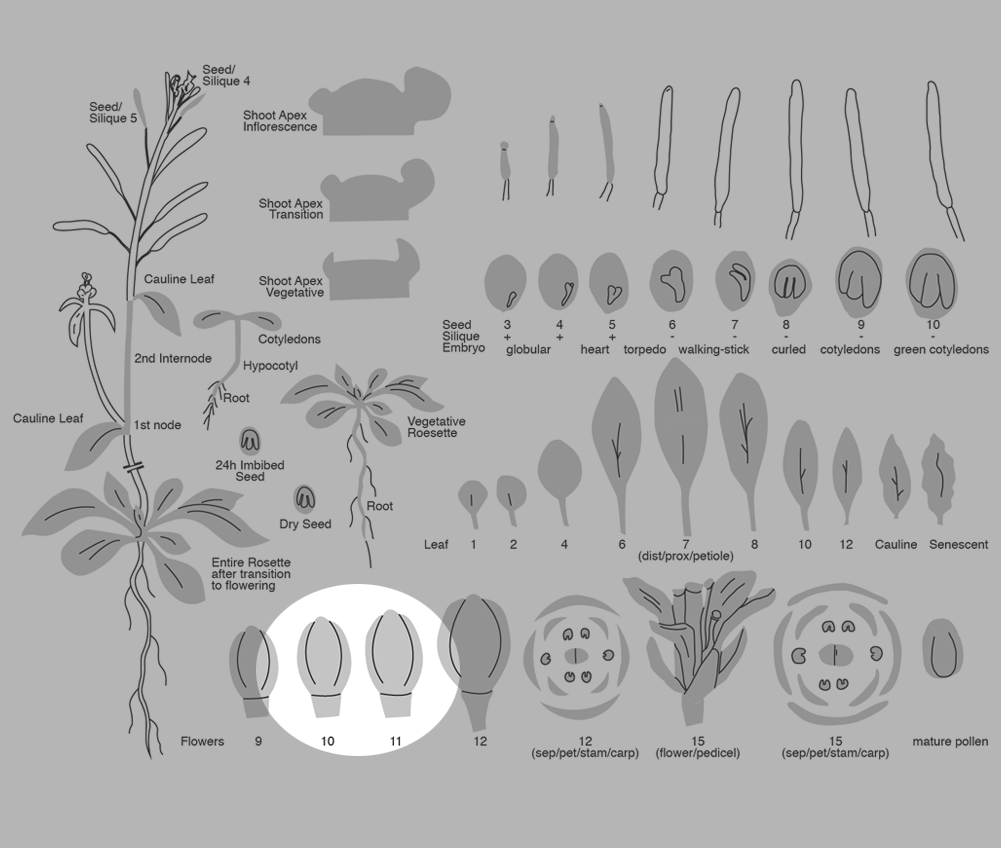 Seed/
Silique 4
Seed/
Silique 5
Shoot Apex
Inflorescence
Shoot Apex
Transition
Shoot Apex
Vegetative
Cauline Leaf
Cotyledons
2nd Internode
Hypocotyl
Root
Cauline Leaf
1st node
Vegetative
Roesette
24h Imbibed
Seed
Dry Seed
Root
Entire Rosette
after transition
to flowering
Seed 3 4 5 6 7 8 9 10
Silique + + + - - - - -
Embryo globular heart torpedo walking-stick curled cotyledons green cotyledons
Leaf 1 2 4 6 7 8 10 12 Cauline Senescent
(dist/prox/petiole)
Flowers 9 10 11 12 12 15 15 mature pollen
(sep/pet/stam/carp) (flower/pedicel) (sep/pet/stam/carp)